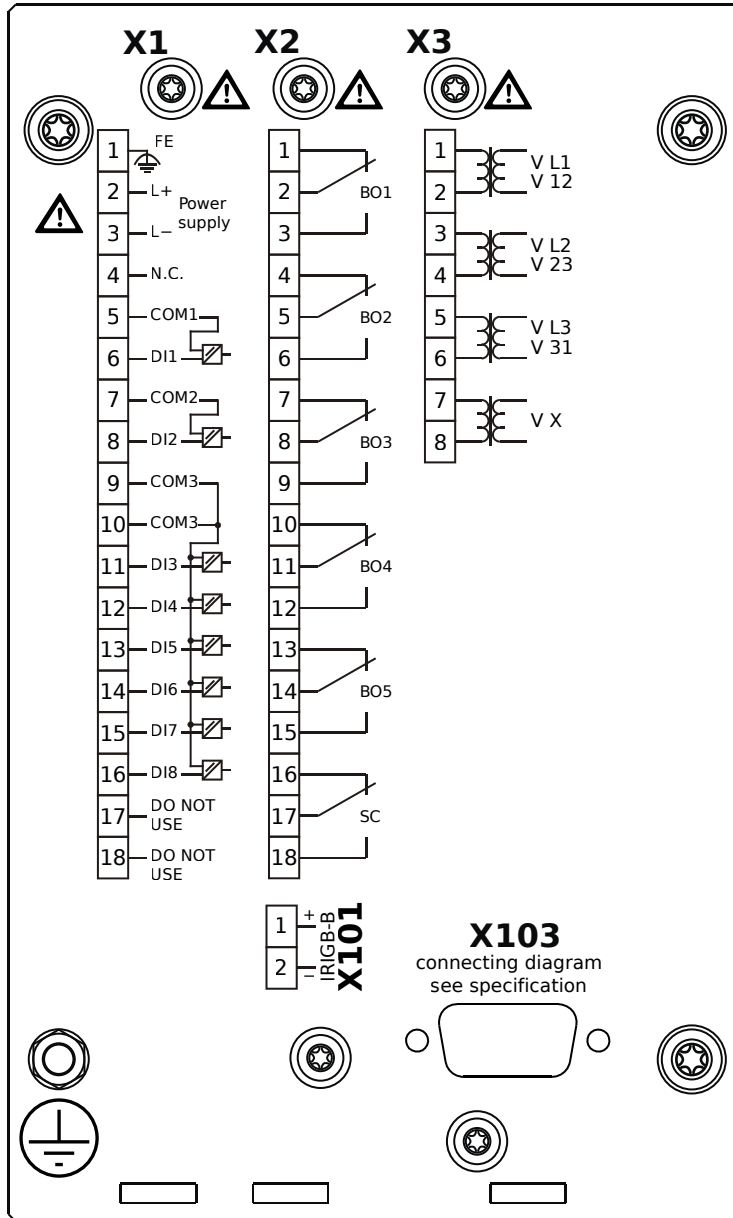 X1
X2
X3
1 FE
2 L+
Power
supply
3 L−
4 N.C.
5 COM1
6 DI1
7 COM2
8 DI2
9 COM3
10 COM3
11 DI3
12 DI4
13 DI5
14 DI6
15 DI7
16 DI8
17 DO NOT
USE
18 DO NOT
USE
1
2 BO1
3
4
5 BO2
6
7
8 BO3
9
10
11 BO4
12
13
14 BO5
15
16
17 SC
18
1 V L1
2 V 12
3 V L2
4 V 23
5 V L3
6 V 31
7 V X
8
1 +
2 −
IRIGB-B
X101
X103
connecting diagram
see specification